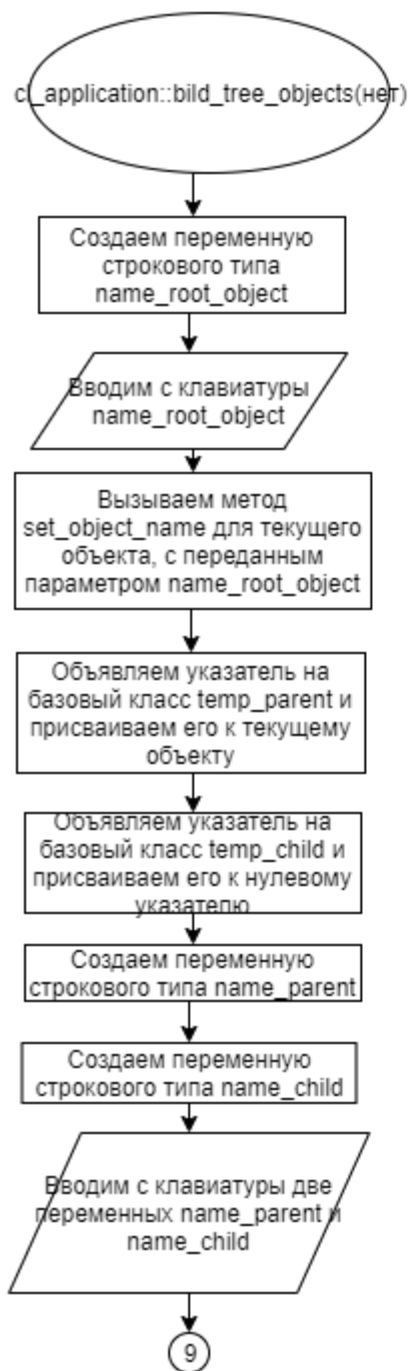 cl_application::bild_tree_objects(нет)
Создаем переменную
строкового типа
name_root_object
Вводим с клавиатуры
name_root_object
Вызываем метод
set_object_name для текущего
объекта, с переданным
параметром name_root_object
Объявляем указатель на
базовый класс temp_parent и
присваиваем его к текущему
объекту
Объявляем указатель на
базовый класс temp_child и
присваиваем его к нулевому
указателю
Создаем переменную
строкового типа name_parent
Создаем переменную
строкового типа name_child
Вводим с клавиатуры две
переменных name_parent и
name_child
9